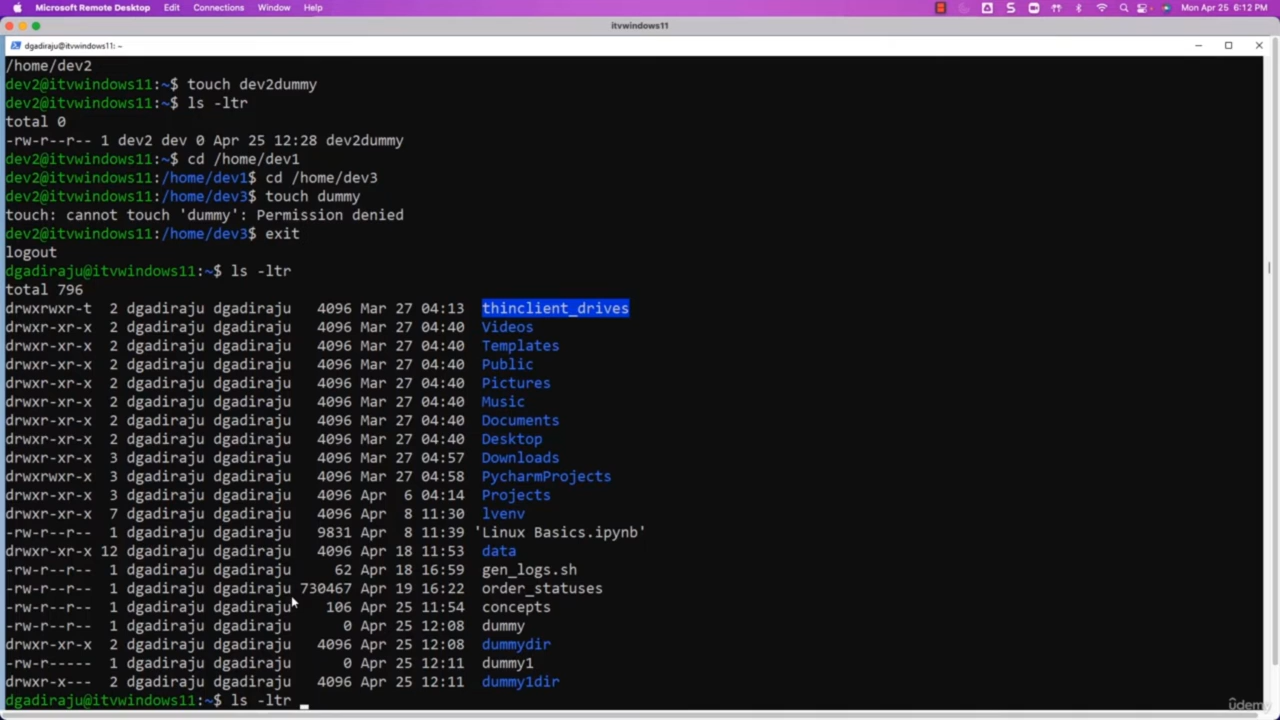 Microsoft Remote Desktop Edit Connections Window Help Mon Apr 25 6:12 PM
itvwindows11
dgadiraju@itvwindows11: ~
/home/dev2
dev2@itvwindows11:~$ touch dev2dummy
dev2@itvwindows11:~$ ls -ltr
total 0
-rw-r--r-- 1 dev2 dev 0 Apr 25 12:28 dev2dummy
dev2@itvwindows11:~$ cd /home/dev1
dev2@itvwindows11:/home/dev1$ cd /home/dev3
dev2@itvwindows11:/home/dev3$ touch dummy
touch: cannot touch 'dummy': Permission denied
dev2@itvwindows11:/home/dev3$ exit
logout
dgadiraju@itvwindows11:~$ ls -ltr
total 796
drwxrwxr-t 2 dgadiraju dgadiraju 4096 Mar 27 04:13 thinclient_drives
drwxr-xr-x 2 dgadiraju dgadiraju 4096 Mar 27 04:40 Videos
drwxr-xr-x 2 dgadiraju dgadiraju 4096 Mar 27 04:40 Templates
drwxr-xr-x 2 dgadiraju dgadiraju 4096 Mar 27 04:40 Public
drwxr-xr-x 2 dgadiraju dgadiraju 4096 Mar 27 04:40 Pictures
drwxr-xr-x 2 dgadiraju dgadiraju 4096 Mar 27 04:40 Music
drwxr-xr-x 2 dgadiraju dgadiraju 4096 Mar 27 04:40 Documents
drwxr-xr-x 2 dgadiraju dgadiraju 4096 Mar 27 04:40 Desktop
drwxr-xr-x 3 dgadiraju dgadiraju 4096 Mar 27 04:57 Downloads
drwxrwxr-x 3 dgadiraju dgadiraju 4096 Mar 27 04:58 PycharmProjects
drwxr-xr-x 3 dgadiraju dgadiraju 4096 Apr 6 04:14 Projects
drwxr-xr-x 7 dgadiraju dgadiraju 4096 Apr 8 11:30 lvenv
-rw-r--r-- 1 dgadiraju dgadiraju 9831 Apr 8 11:39 'Linux Basics.ipynb'
drwxr-xr-x 12 dgadiraju dgadiraju 4096 Apr 18 11:53 data
-rw-r--r-- 1 dgadiraju dgadiraju 62 Apr 18 16:59 gen_logs.sh
-rw-r--r-- 1 dgadiraju dgadiraju 730467 Apr 19 16:22 order_statuses
-rw-r--r-- 1 dgadiraju dgadiraju 106 Apr 25 11:54 concepts
-rw-r--r-- 1 dgadiraju dgadiraju 0 Apr 25 12:08 dummy
drwxr-xr-x 2 dgadiraju dgadiraju 4096 Apr 25 12:08 dummydir
-rw-r----- 1 dgadiraju dgadiraju 0 Apr 25 12:11 dummy1
drwxr-x--- 2 dgadiraju dgadiraju 4096 Apr 25 12:11 dummy1dir
dgadiraju@itvwindows11:~$ ls -ltr
udemy